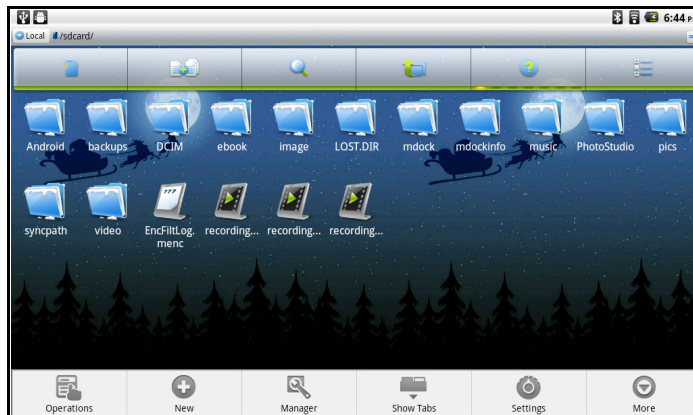 6:44 P
Local /sdcard/
Android backups DCIM ebook image LOST.DIR mdock mdockinfo music PhotoStudio pics
syncpath video EncFiltLog.menc recording... recording... recording...
Operations New Manager Show Tabs Settings More